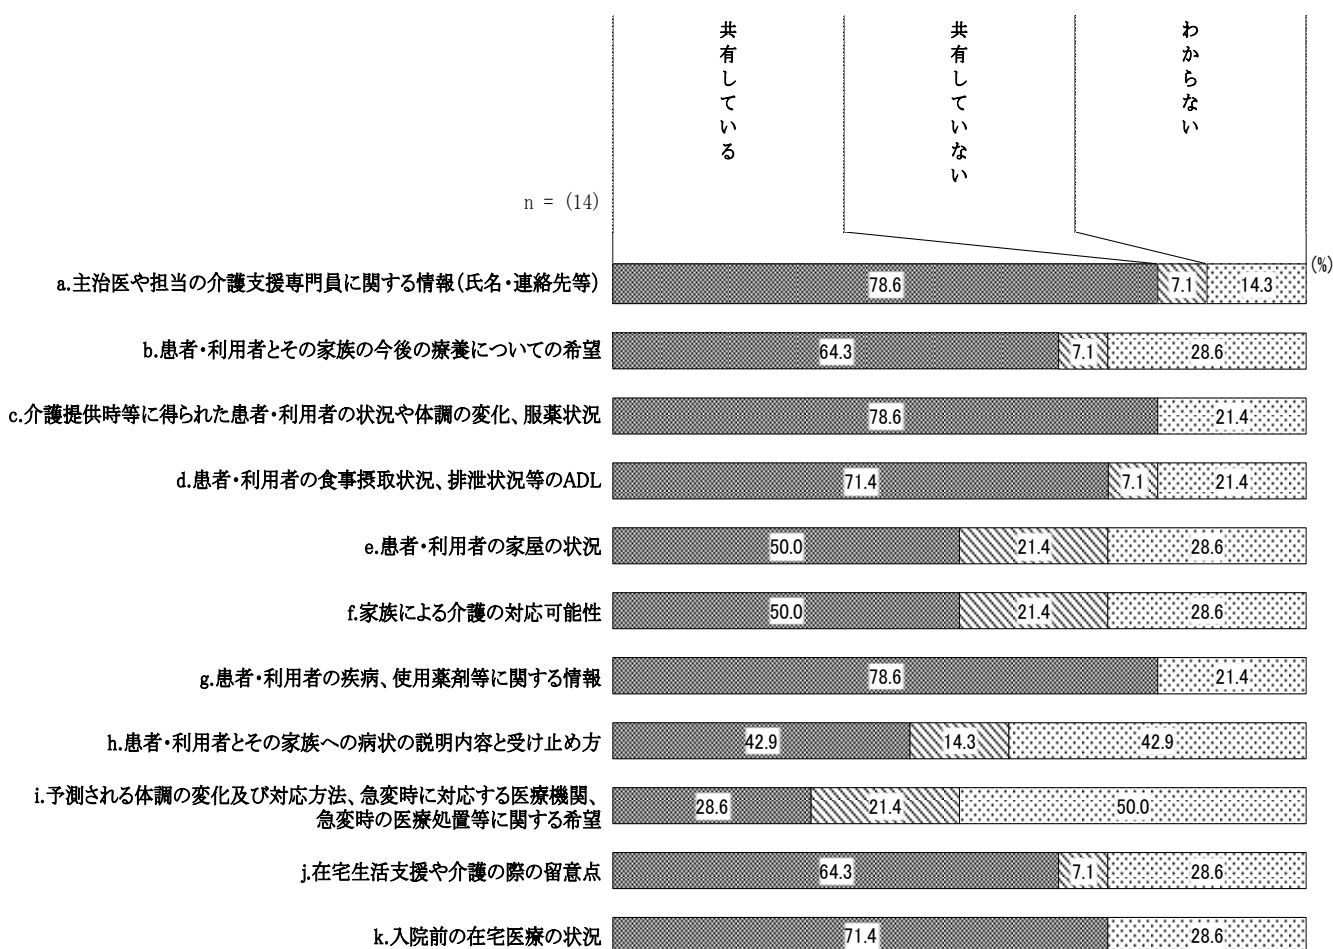 共有している
共有していない
わからない
n = (14)
(%)
a.主治医や担当の介護支援専門員に関する情報(氏名・連絡先等)
78.6
7.1
14.3
b.患者・利用者とその家族の今後の療養についての希望
64.3
7.1
28.6
c.介護提供時等に得られた患者・利用者の状況や体調の変化、服薬状況
78.6
21.4
d.患者・利用者の食事摂取状況、排泄状況等のADL
71.4
7.1
21.4
e.患者・利用者の家屋の状況
50.0
21.4
28.6
f.家族による介護の対応可能性
50.0
21.4
28.6
g.患者・利用者の疾病、使用薬剤等に関する情報
78.6
21.4
h.患者・利用者とその家族への病状の説明内容と受け止め方
42.9
14.3
42.9
i.予測される体調の変化及び対応方法、急変時に対応する医療機関、
急変時の医療処置等に関する希望
28.6
21.4
50.0
j.在宅生活支援や介護の際の留意点
64.3
7.1
28.6
k.入院前の在宅医療の状況
71.4
28.6